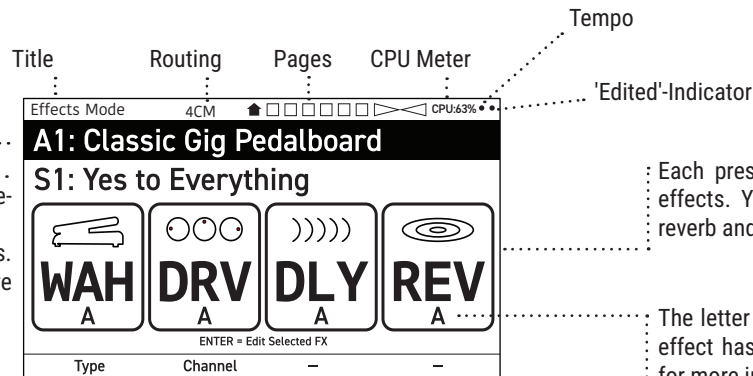 Tempo
Title Routing Pages CPU Meter
'Edited'-Indicator
Effects Mode 4CM CPU:63%
A1: Classic Gig Pedalboard
S1: Yes to Everything
WAH DRV DLY REV
A A A A
ENTER = Edit Selected FX
Type Channel – –
e-
s.
re
Each pres
effects. Y
reverb and
The letter
effect has
for more i